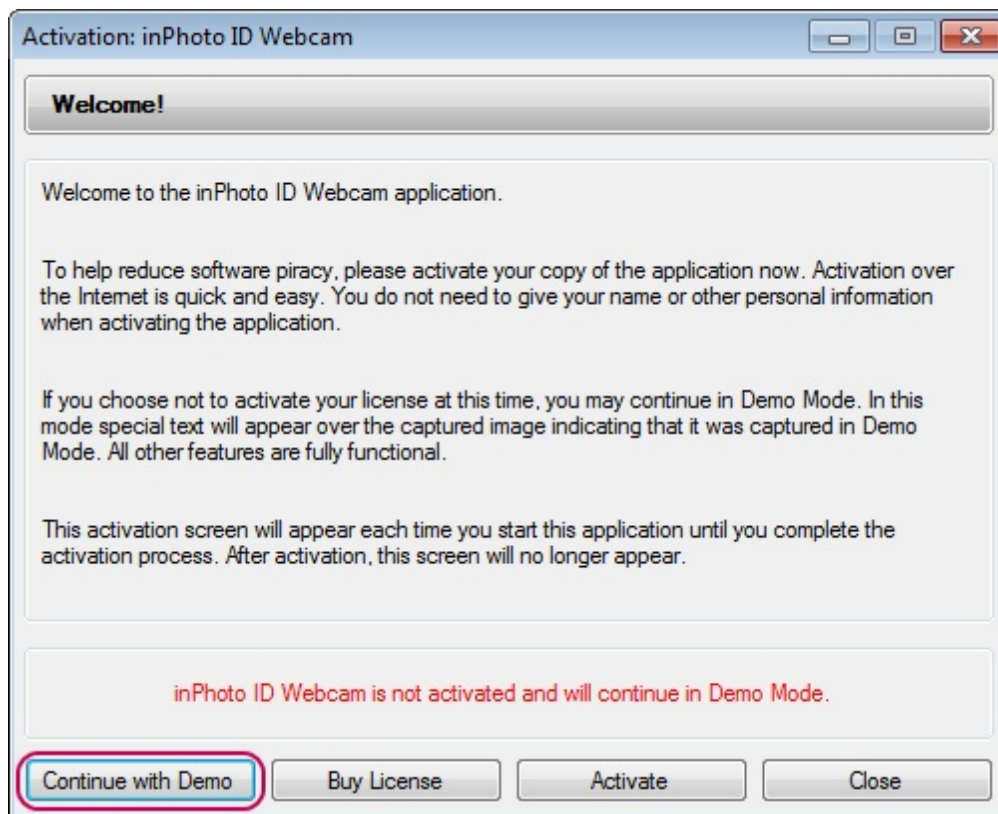 Activation: inPhoto ID Webcam
Welcome!
Welcome to the inPhoto ID Webcam application.
To help reduce software piracy, please activate your copy of the application now. Activation over
the Internet is quick and easy. You do not need to give your name or other personal information
when activating the application.
If you choose not to activate your license at this time, you may continue in Demo Mode. In this
mode special text will appear over the captured image indicating that it was captured in Demo
Mode. All other features are fully functional.
This activation screen will appear each time you start this application until you complete the
activation process. After activation, this screen will no longer appear.
inPhoto ID Webcam is not activated and will continue in Demo Mode.
Continue with Demo Buy License Activate Close